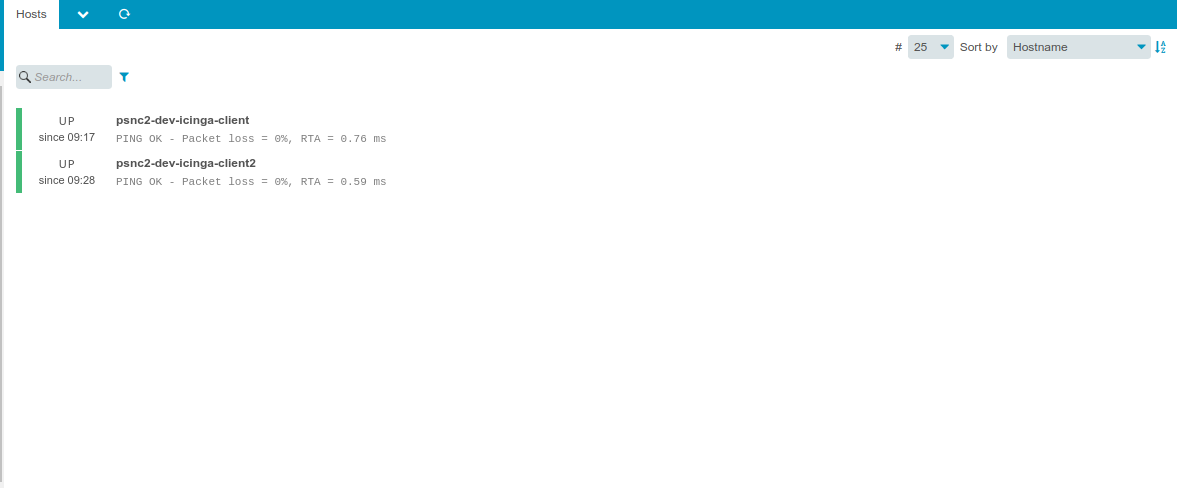 Hosts
# 25 Sort by Hostname
Search...
UP psnc2-dev-icinga-client
since 09:17 PING OK - Packet loss = 0%, RTA = 0.76 ms
UP psnc2-dev-icinga-client2
since 09:28 PING OK - Packet loss = 0%, RTA = 0.59 ms